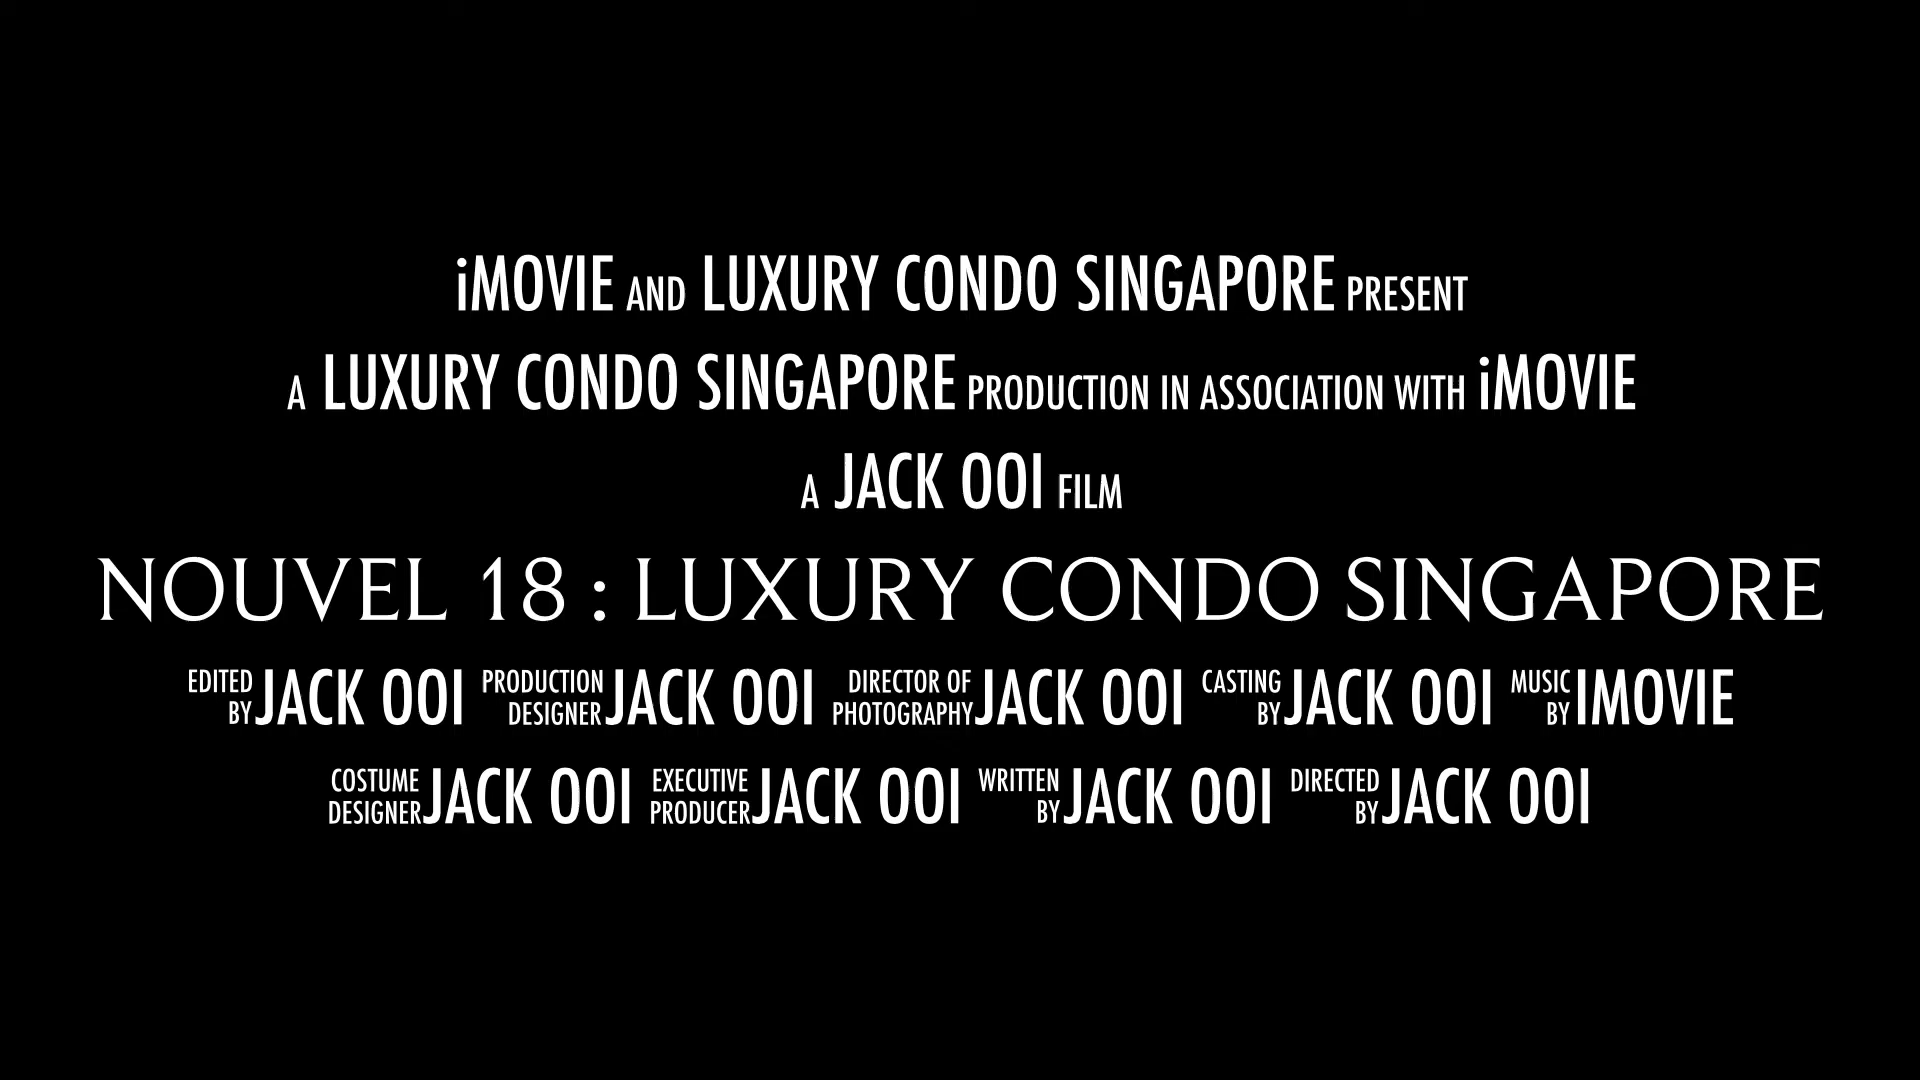 iMOVIE AND LUXURY CONDO SINGAPORE PRESENT
A LUXURY CONDO SINGAPORE PRODUCTION IN ASSOCIATION WITH iMOVIE
A JACK OOI FILM
NOUVEL 18 : LUXURY CONDO SINGAPORE
EDITED BY JACK OOI PRODUCTION DESIGNER JACK OOI DIRECTOR OF PHOTOGRAPHY JACK OOI CASTING BY JACK OOI MUSIC BY IMOVIE
COSTUME DESIGNER JACK OOI EXECUTIVE PRODUCER JACK OOI WRITTEN BY JACK OOI DIRECTED BY JACK OOI